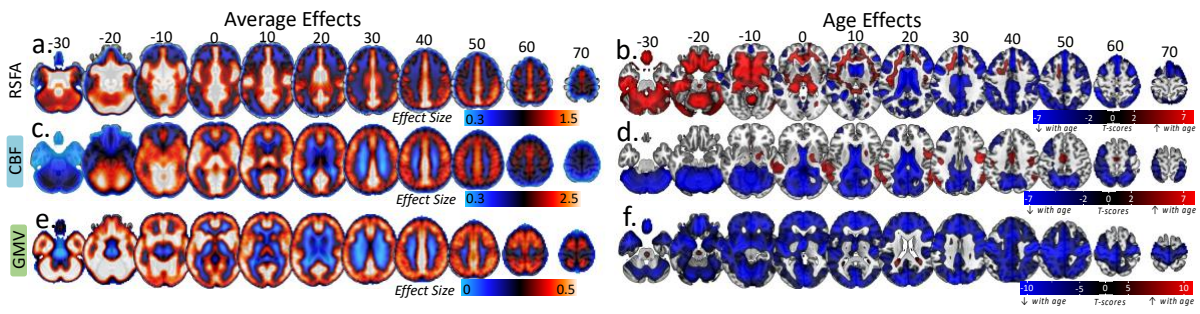 Average Effects
Age Effects
a. -30 -20 -10 0 10 20 30 40 50 60 70
b. -30 -20 -10 0 10 20 30 40 50 60 70
RSFA
Effect Size 0.3 1.5
-7 -2 0 2 7
↓ with age T-scores ↑ with age
c.
d.
CBF
Effect Size 0.3 2.5
-7 -2 0 2 7
↓ with age T-scores ↑ with age
e.
f.
GMV
Effect Size 0 0.5
-10 -5 0 5 10
↓ with age T-scores ↑ with age